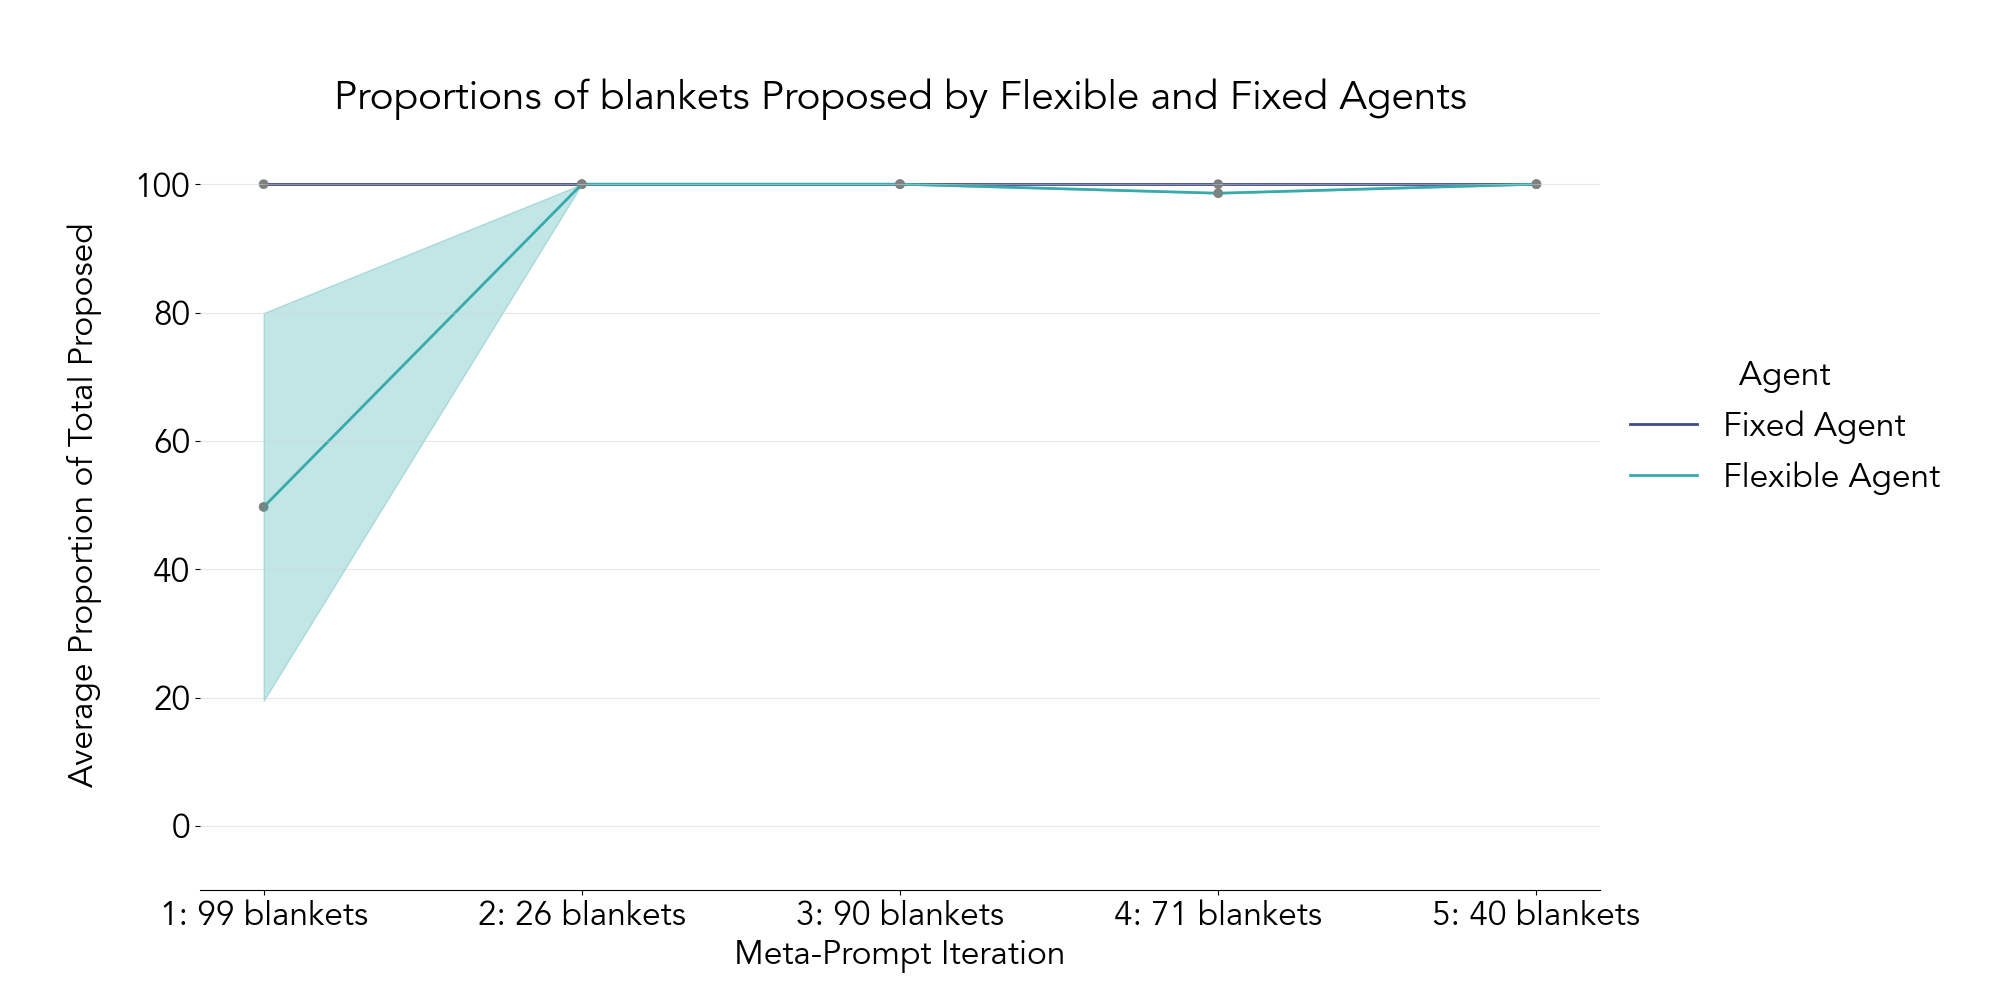 Proportions of blankets Proposed by Flexible and Fixed Agents
Average Proportion of Total Proposed
100
80
60
40
20
0
1: 99 blankets
2: 26 blankets
3: 90 blankets
4: 71 blankets
5: 40 blankets
Meta-Prompt Iteration
Agent
Fixed Agent
Flexible Agent